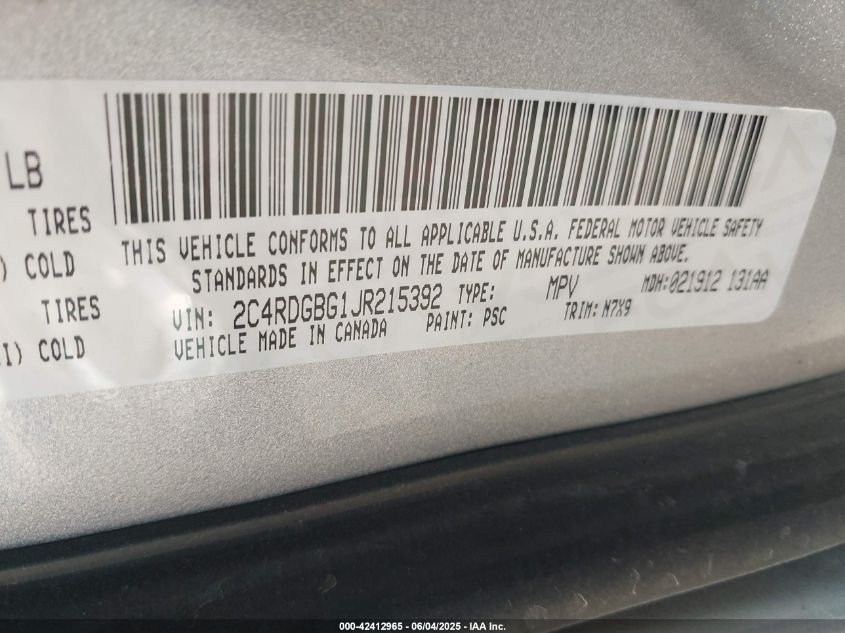 LB
TIRES
) COLD
TIRES
I) COLD
THIS VEHICLE CONFORMS TO ALL APPLICABLE U.S.A. FEDERAL MOTOR VEHICLE SAFETY
STANDARDS IN EFFECT ON THE DATE OF MANUFACTURE SHOWN ABOVE.
VIN: 2C4RDGBG1JR215392 TYPE: MPV MDH:021912 131AA
VEHICLE MADE IN CANADA PAINT: PSC TRIM: N7X9
000-42412965 - 06/04/2025 - IAA Inc.